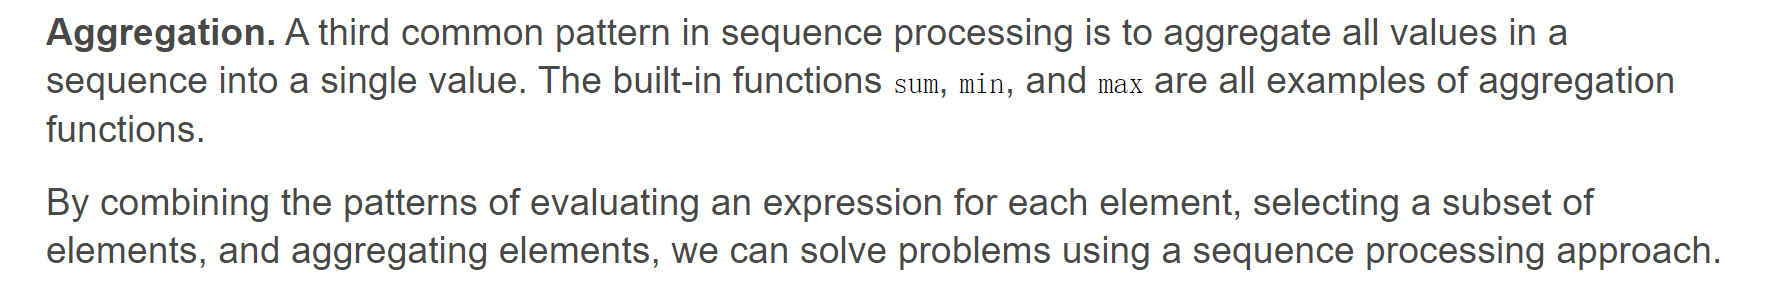 Aggregation. A third common pattern in sequence processing is to aggregate all values in a
sequence into a single value. The built-in functions sum, min, and max are all examples of aggregation
functions.
By combining the patterns of evaluating an expression for each element, selecting a subset of
elements, and aggregating elements, we can solve problems using a sequence processing approach.